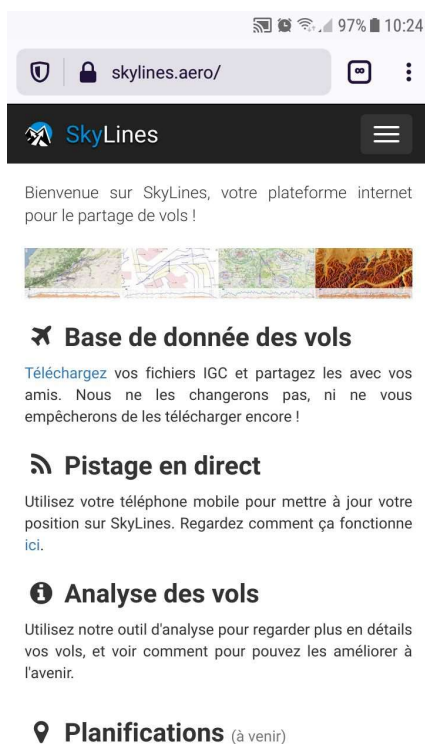 97% 10:24
skylines.aero/
∞
SkyLines
Bienvenue sur SkyLines, votre plateforme internet
pour le partage de vols !
Base de donnée des vols
Téléchargez vos fichiers IGC et partagez les avec vos
amis. Nous ne les changerons pas, ni ne vous
empêcherons de les télécharger encore !
Pistage en direct
Utilisez votre téléphone mobile pour mettre à jour votre
position sur SkyLines. Regardez comment ça fonctionne
ici.
Analyse des vols
Utilisez notre outil d'analyse pour regarder plus en détails
vos vols, et voir comment pour pouvez les améliorer à
l'avenir.
Planifications (à venir)